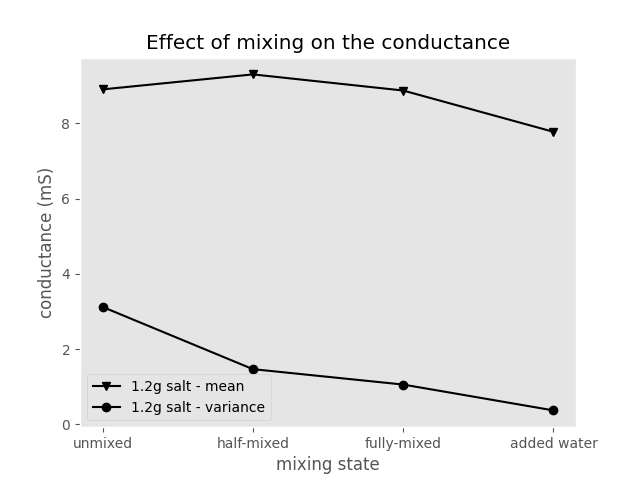 Effect of mixing on the conductance
conductance (mS)
8
6
4
2
0
1.2g salt - mean
1.2g salt - variance
unmixed
half-mixed
fully-mixed
added water
mixing state